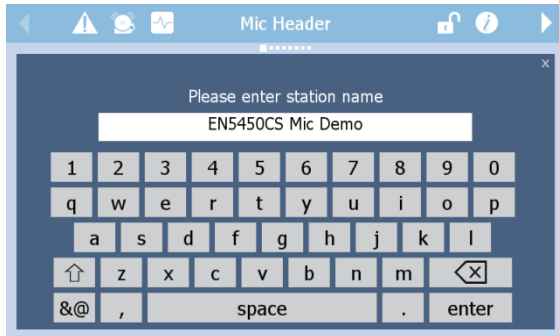 Mic Header
x
Please enter station name
EN5450CS Mic Demo
1 2 3 4 5 6 7 8 9 0
q w e r t y u i o p
a s d f g h j k l
z x c v b n m
&@ , space . enter